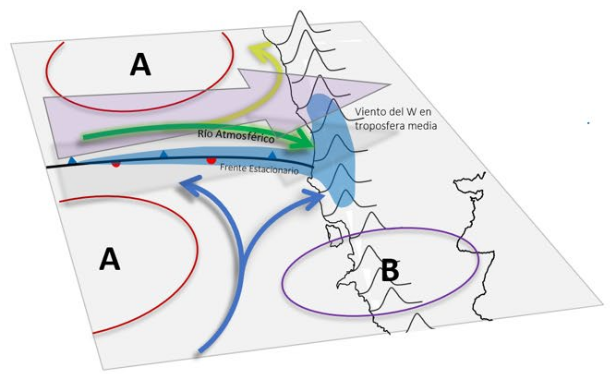 A
Viento del W en
troposfera media
Río Atmosférico
Frente Estacionario
A
B